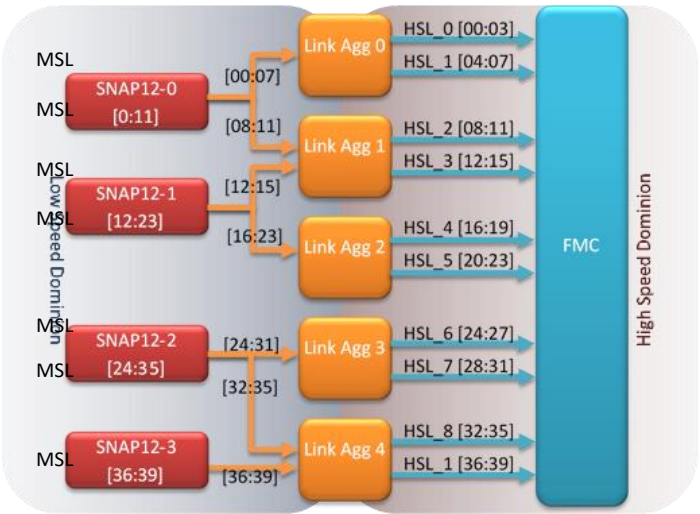 MSL
SNAP12-0
[0:11]
MSL
MSL
SNAP12-1
[12:23]
MSL
MSL
SNAP12-2
[24:35]
MSL
SNAP12-3
[36:39]
MSL
Low Speed Dominion
[00:07]
[08:11]
[12:15]
[16:23]
[24:31]
[32:35]
[36:39]
Link Agg 0
Link Agg 1
Link Agg 2
Link Agg 3
Link Agg 4
HSL_0 [00:03]
HSL_1 [04:07]
HSL_2 [08:11]
HSL_3 [12:15]
HSL_4 [16:19]
HSL_5 [20:23]
HSL_6 [24:27]
HSL_7 [28:31]
HSL_8 [32:35]
HSL_1 [36:39]
FMC
High Speed Dominion